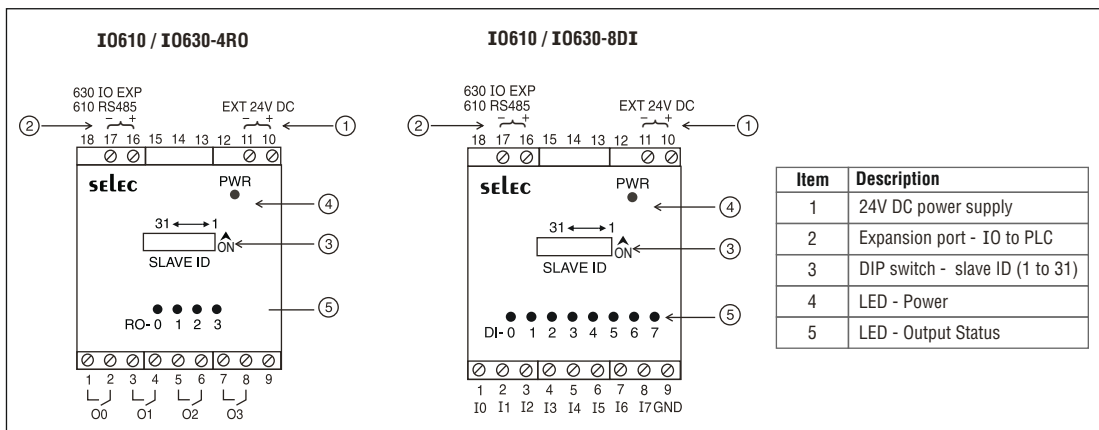 IO610 / IO630-4RO
630 IO EXP
610 RS485
− +
EXT 24V DC
− +
2
1
18 17 16 15 14 13 12 11 10
selec
PWR
4
31 1
ON
3
SLAVE ID
5
RO- 0 1 2 3
1 2 3 4 5 6 7 8 9
O0 O1 O2 O3
IO610 / IO630-8DI
630 IO EXP
610 RS485
− +
EXT 24V DC
− +
2
1
18 17 16 15 14 13 12 11 10
selec
PWR
4
31 1
ON
3
SLAVE ID
5
DI- 0 1 2 3 4 5 6 7
1 2 3 4 5 6 7 8 9
I0 I1 I2 I3 I4 I5 I6 I7 GND
Item Description
1 24V DC power supply
2 Expansion port - IO to PLC
3 DIP switch - slave ID (1 to 31)
4 LED - Power
5 LED - Output Status